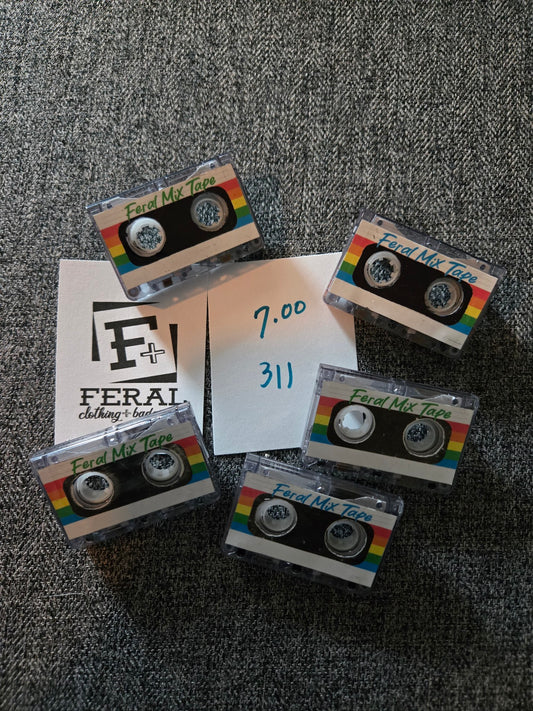 Feral Mix Tape
Feral Mix Tape
7.00
311
F+
FERAL
clothing +
Feral Mix Tape
Feral Mix Tape
Feral Mix Tape